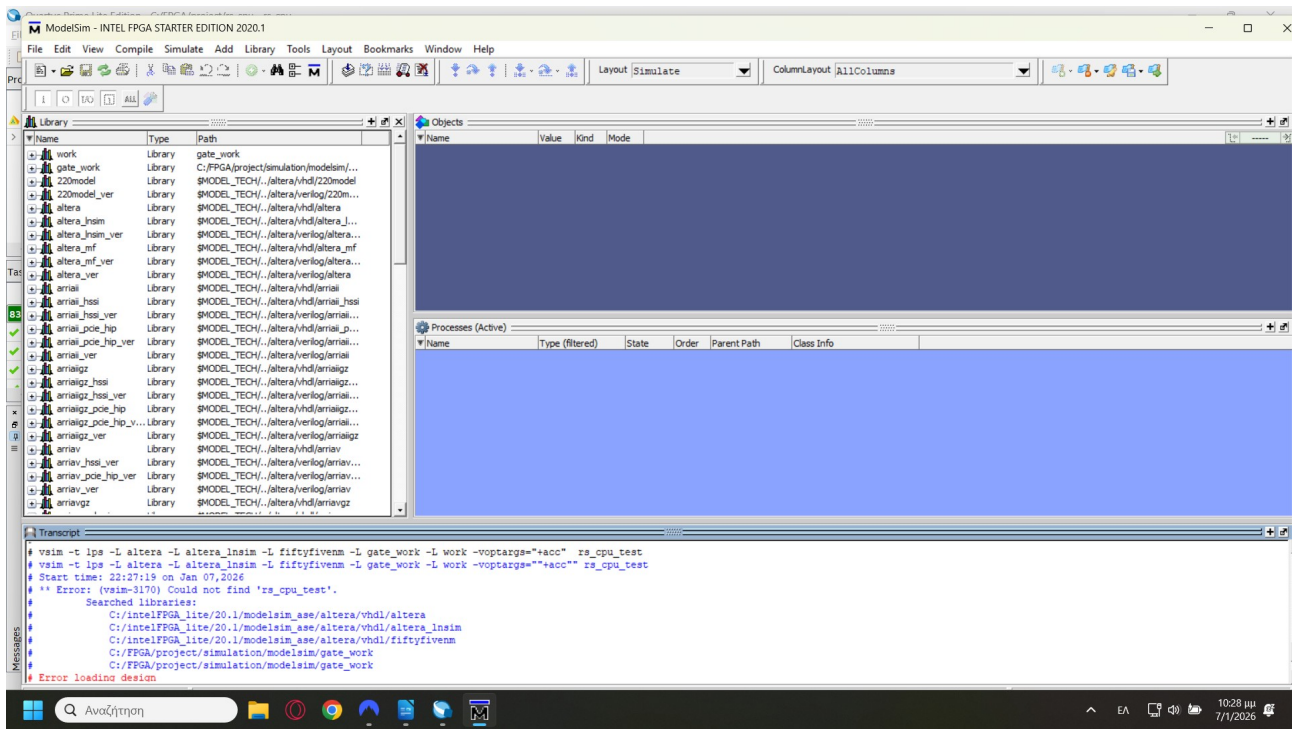 ModelSim - INTEL FPGA STARTER EDITION 2020.1
File Edit View Compile Simulate Add Library Tools Layout Bookmarks Window Help
Layout Simulate
ColumnLayout AllColumns
Library
Name Type Path
work Library gate_work
gate_work Library C:/FPGA/project/simulation/modelsim/...
220model Library $MODEL_TECH/../altera/vhdl/220model
220model_ver Library $MODEL_TECH/../altera/verilog/220m...
altera Library $MODEL_TECH/../altera/vhdl/altera
altera_lnsim Library $MODEL_TECH/../altera/vhdl/altera_l...
altera_lnsim_ver Library $MODEL_TECH/../altera/verilog/altera...
altera_mf Library $MODEL_TECH/../altera/vhdl/altera_mf
altera_mf_ver Library $MODEL_TECH/../altera/verilog/altera...
altera_ver Library $MODEL_TECH/../altera/verilog/altera
arriaii Library $MODEL_TECH/../altera/vhdl/arriaii
arriaii_hssi Library $MODEL_TECH/../altera/vhdl/arriaii_hssi
arriaii_hssi_ver Library $MODEL_TECH/../altera/verilog/arriaii...
arriaii_pcie_hip Library $MODEL_TECH/../altera/vhdl/arriaii_p...
arriaii_pcie_hip_ver Library $MODEL_TECH/../altera/verilog/arriaii...
arriaii_ver Library $MODEL_TECH/../altera/verilog/arriaii
arriaiigz Library $MODEL_TECH/../altera/vhdl/arriaiigz
arriaiigz_hssi Library $MODEL_TECH/../altera/vhdl/arriaiigz...
arriaiigz_hssi_ver Library $MODEL_TECH/../altera/verilog/arriaii...
arriaiigz_pcie_hip Library $MODEL_TECH/../altera/vhdl/arriaiigz...
arriaiigz_pcie_hip_v... Library $MODEL_TECH/../altera/verilog/arriaii...
arriaiigz_ver Library $MODEL_TECH/../altera/verilog/arriaiigz
arriav Library $MODEL_TECH/../altera/vhdl/arriav
arriav_hssi_ver Library $MODEL_TECH/../altera/verilog/arriav...
arriav_pcie_hip_ver Library $MODEL_TECH/../altera/verilog/arriav...
arriav_ver Library $MODEL_TECH/../altera/verilog/arriav
arriavgz Library $MODEL_TECH/../altera/vhdl/arriavgz
Objects
Name Value Kind Mode
Processes (Active)
Name Type (filtered) State Order Parent Path Class Info
Transcript
# vsim -t 1ps -L altera -L altera_lnsim -L fiftyfivenm -L gate_work -L work -voptargs="+acc" rs_cpu_test
# vsim -t 1ps -L altera -L altera_lnsim -L fiftyfivenm -L gate_work -L work -voptargs=""+acc"" rs_cpu_test
# Start time: 22:27:19 on Jan 07,2026
# ** Error: (vsim-3170) Could not find 'rs_cpu_test'.
# Searched libraries:
# C:/intelFPGA_lite/20.1/modelsim_ase/altera/vhdl/altera
# C:/intelFPGA_lite/20.1/modelsim_ase/altera/vhdl/altera_lnsim
# C:/intelFPGA_lite/20.1/modelsim_ase/altera/vhdl/fiftyfivenm
# C:/FPGA/project/simulation/modelsim/gate_work
# C:/FPGA/project/simulation/modelsim/gate_work
# Error loading design
Messages
Αναζήτηση
ΕΛ
10:28 μμ
7/1/2026